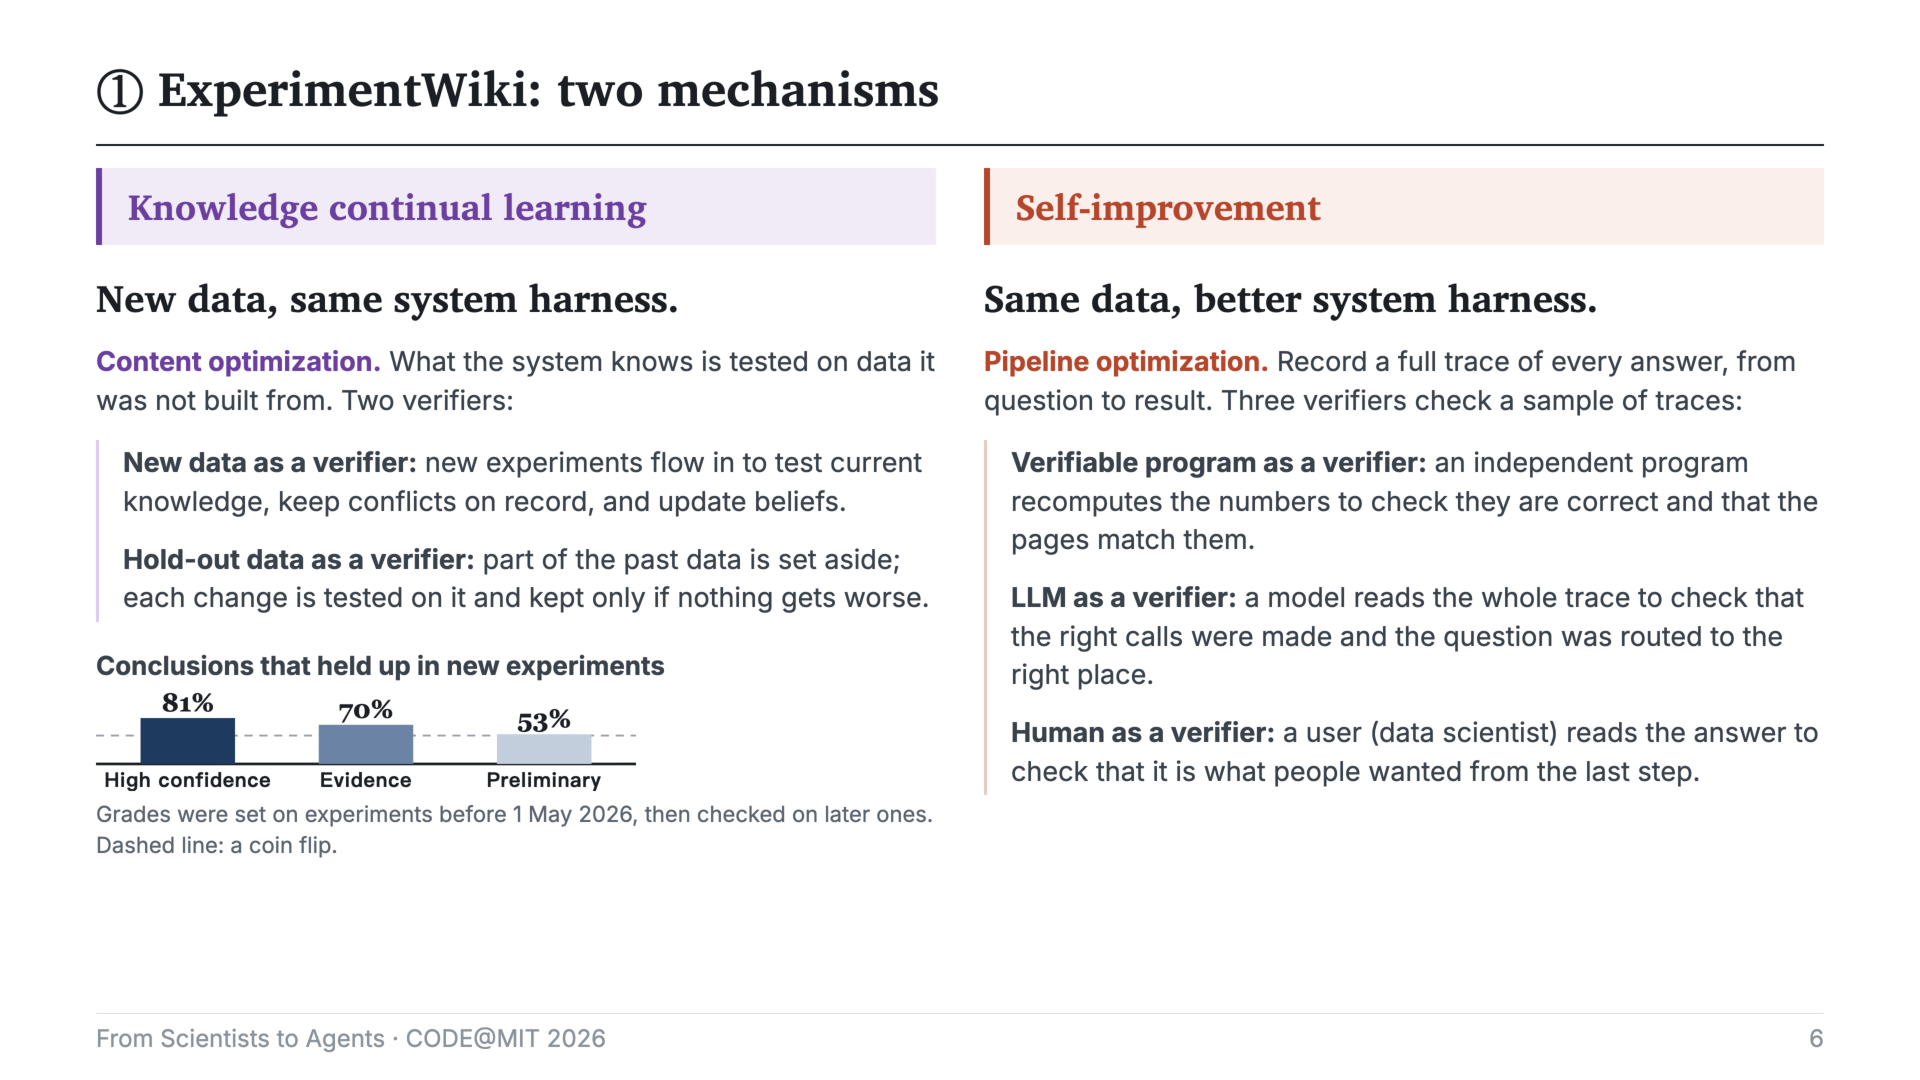 ① ExperimentWiki: two mechanisms
Knowledge continual learning
New data, same system harness.
Content optimization. What the system knows is tested on data it
was not built from. Two verifiers:
New data as a verifier: new experiments flow in to test current
knowledge, keep conflicts on record, and update beliefs.
Hold-out data as a verifier: part of the past data is set aside;
each change is tested on it and kept only if nothing gets worse.
Conclusions that held up in new experiments
81% 70% 53%
High confidence Evidence Preliminary
Grades were set on experiments before 1 May 2026, then checked on later ones.
Dashed line: a coin flip.
Self-improvement
Same data, better system harness.
Pipeline optimization. Record a full trace of every answer, from
question to result. Three verifiers check a sample of traces:
Verifiable program as a verifier: an independent program
recomputes the numbers to check they are correct and that the
pages match them.
LLM as a verifier: a model reads the whole trace to check that
the right calls were made and the question was routed to the
right place.
Human as a verifier: a user (data scientist) reads the answer to
check that it is what people wanted from the last step.
From Scientists to Agents · CODE@MIT 2026
6